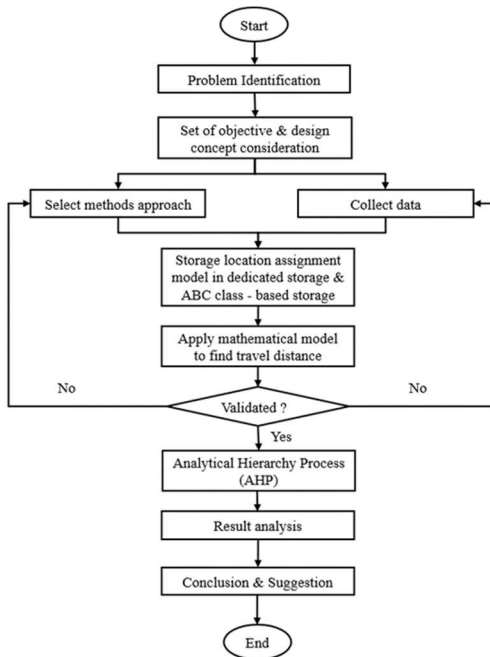 Start
Problem Identification
Set of objective & design
concept consideration
Select methods approach
Collect data
Storage location assignment
model in dedicated storage &
ABC class - based storage
Apply mathematical model
to find travel distance
No
No
Validated ?
Yes
Analytical Hierarchy Process
(AHP)
Result analysis
Conclusion & Suggestion
End